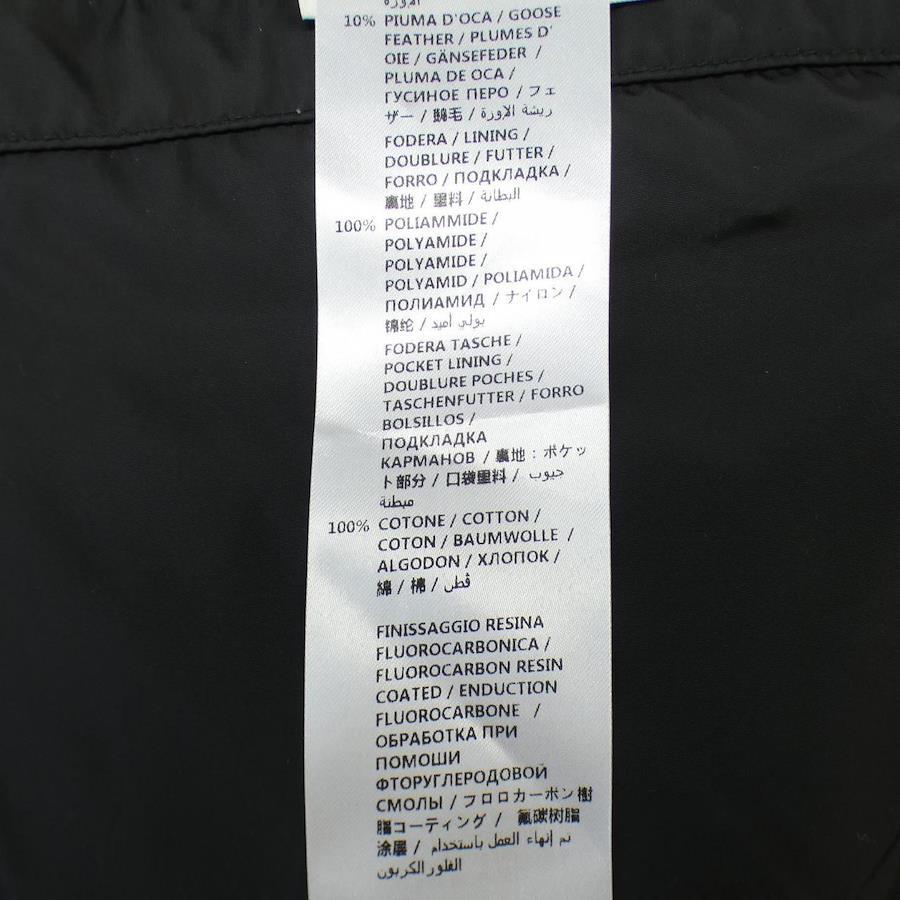 10% PIUMA D'OCA / GOOSE
FEATHER / PLUMES D'
OIE / GÄNSEFEDER /
PLUMA DE OCA /
ГУСИНОЕ ПЕРО / フェ
ザー / 鵝毛 / ريشة الإوزة
FODERA / LINING /
DOUBLURE / FUTTER /
FORRO / ПОДКЛАДКА /
裏地 / 里料 / البطانة
100% POLIAMMIDE /
POLYAMIDE /
POLYAMIDE /
POLYAMID / POLIAMIDA /
ПОЛИАМИД / ナイロン /
锦纶 / بولي أميد
FODERA TASCHE /
POCKET LINING /
DOUBLURE POCHES /
TASCHENFUTTER / FORRO
BOLSILLOS /
ПОДКЛАДКА
КАРМАНОВ / 裏地：ポケッ
ト部分 / 口袋里料 / جيوب
مبطنة
100% COTONE / COTTON /
COTON / BAUMWOLLE /
ALGODON / ХЛОПОК /
綿 / 棉 / قطن
FINISSAGGIO RESINA
FLUOROCARBONICA /
FLUOROCARBON RESIN
COATED / ENDUCTION
FLUOROCARBONE /
ОБРАБОТКА ПРИ
ПОМОШИ
ФТОРУГЛЕРОДОВОЙ
СМОЛЫ / フロロカーボン樹
脂コーティング / 氟碳树脂
涂层 / تم إنهاء العمل باستخدام
الفلور الكربون